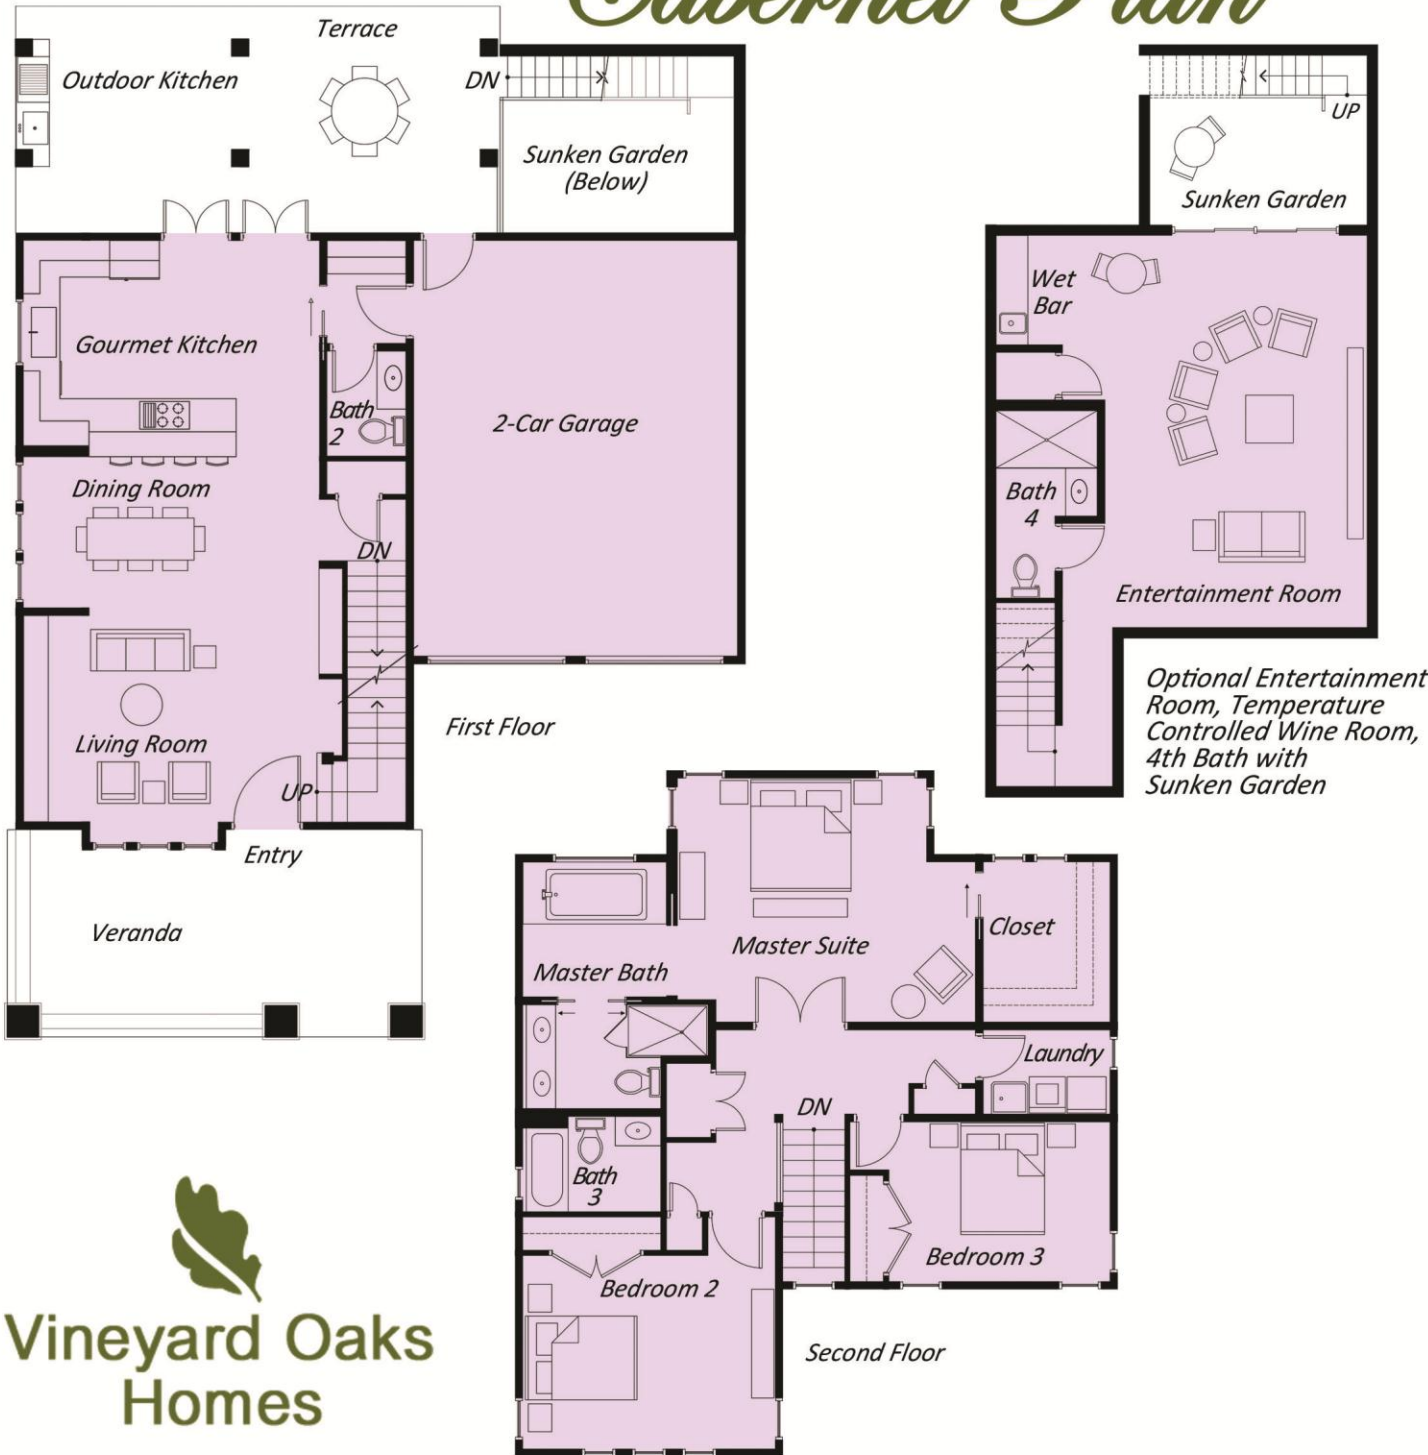 Cabernet Plan
Terrace
Outdoor Kitchen
DN
Sunken Garden
(Below)
UP
Sunken Garden
Gourmet Kitchen
Bath
2
2-Car Garage
Wet
Bar
Dining Room
DN
Bath
4
Entertainment Room
Living Room
UP
Entry
First Floor
Optional Entertainment
Room, Temperature
Controlled Wine Room,
4th Bath with
Sunken Garden
Veranda
Master Bath
Master Suite
Closet
Laundry
DN
Bath
3
Bedroom 3
Bedroom 2
Second Floor
Vineyard Oaks
Homes